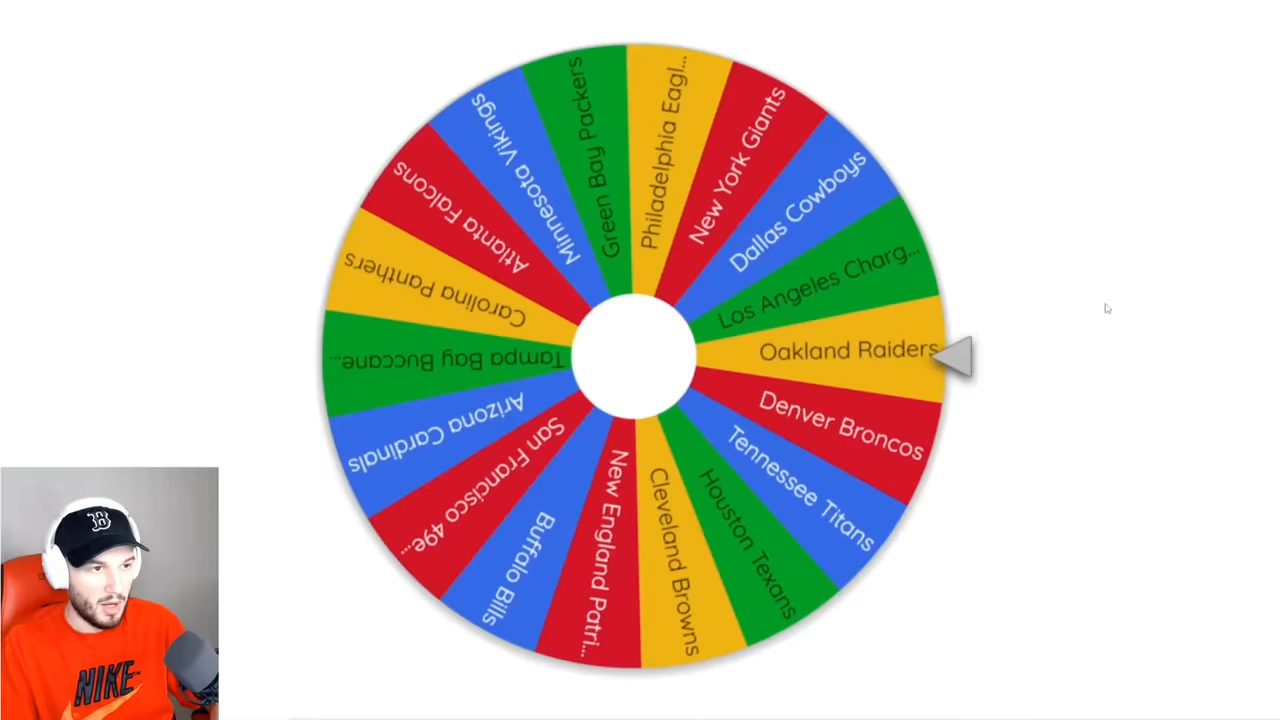 Philadelphia Eagl...
New York Giants
Dallas Cowboys
Los Angeles Charg...
Oakland Raiders
Denver Broncos
Tennessee Titans
Houston Texans
Cleveland Browns
New England Patri...
Buffalo Bills
San Francisco 49e...
Arizona Cardinals
Tampa Bay Buccane...
Carolina Panthers
Atlanta Falcons
Minnesota Vikings
Green Bay Packers
B
NIKE